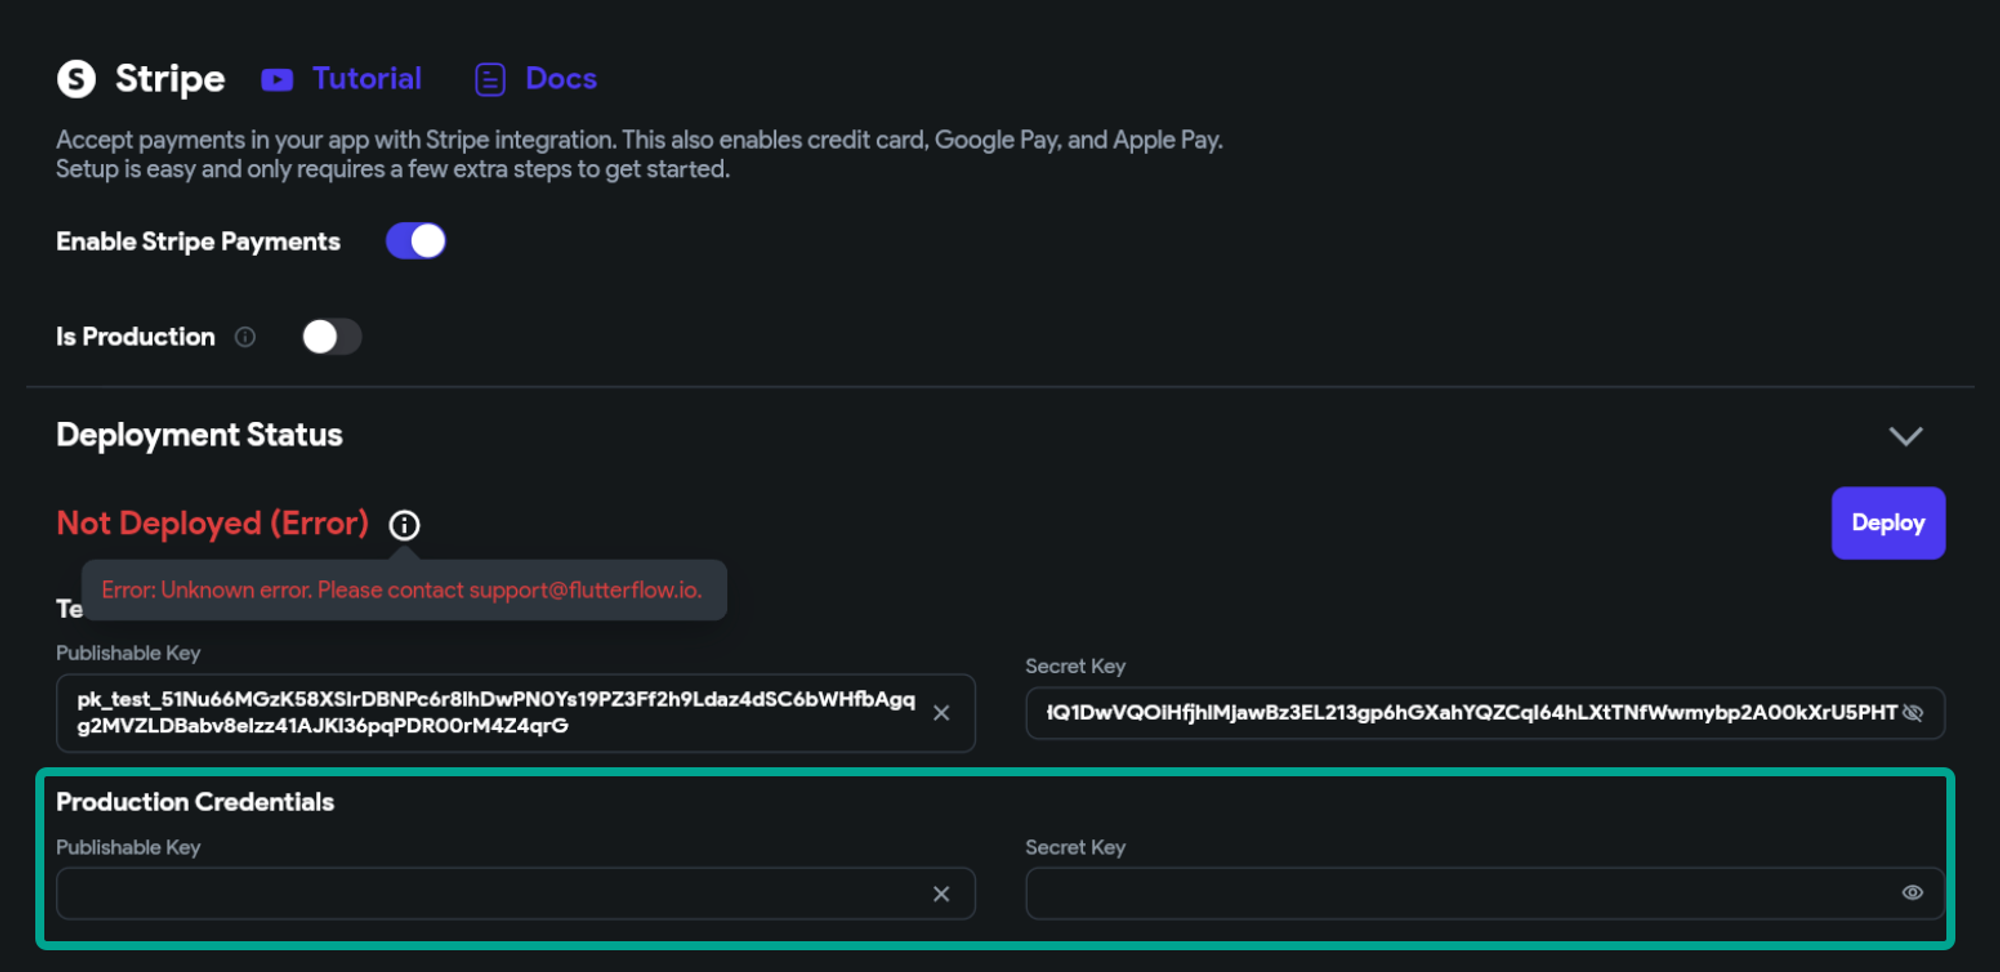 Stripe Tutorial Docs
Accept payments in your app with Stripe integration. This also enables credit card, Google Pay, and Apple Pay.
Setup is easy and only requires a few extra steps to get started.
Enable Stripe Payments
Is Production
Deployment Status
Not Deployed (Error)
Deploy
Error: Unknown error. Please contact support@flutterflow.io.
Te
Publishable Key
Secret Key
pk_test_51Nu66MGzK58XSIrDBNPc6r8IhDwPN0Ys19PZ3Ff2h9Ldaz4dSC6bWHfbAgq
g2MVZLDBabv8elzz41AJKI36pqPDR00rM4Z4qrG
IQ1DwVQOiHfjhIMjawBz3EL213gp6hGXahYQZCqI64hLXtTNfWwmybp2A00kXrU5PHT
Production Credentials
Publishable Key
Secret Key